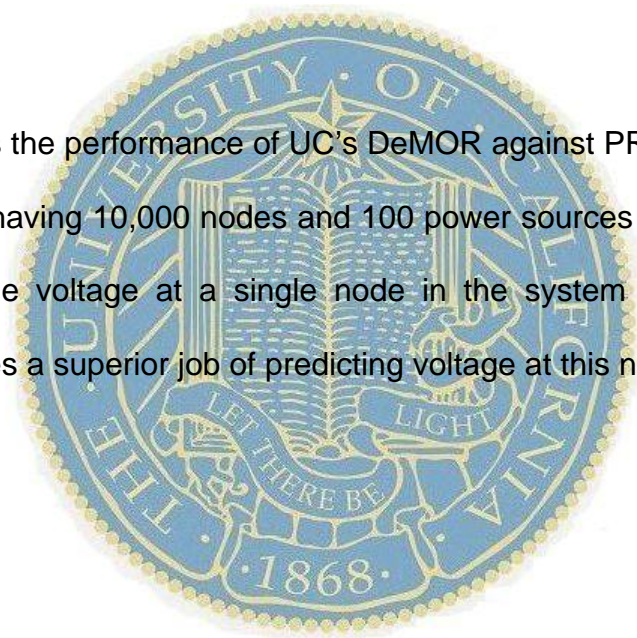 s the performance of UC's DeMOR against PR
having 10,000 nodes and 100 power sources
e voltage at a single node in the system
s a superior job of predicting voltage at this n
THE · UNIVERSITY · OF · CALIFORNIA
LET THERE BE
LIGHT
·1868·